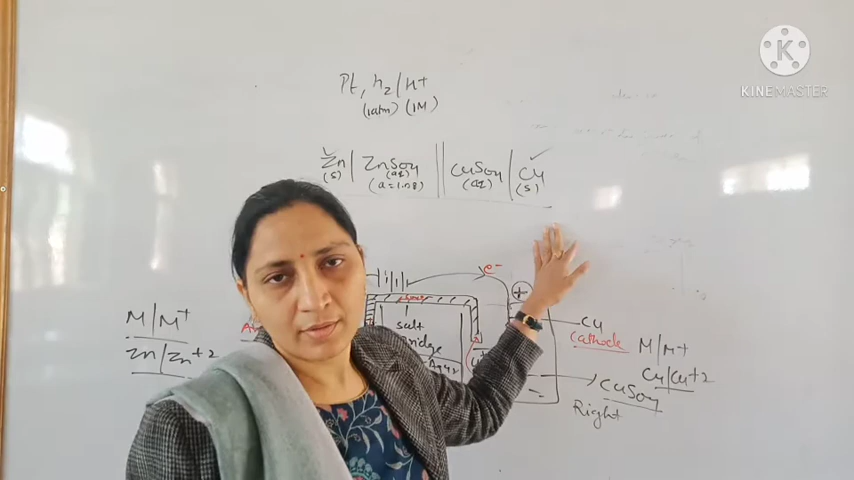 K
KINEMASTER
Pt, h2 | H+
(1atm) (1M)
Zn | ZnSO4 || CuSO4 | Cu
(s) (aq) (aq) (s)
(a=1.08)
e-
+
salt
Cu
Cathode
M|M+
Zn/Zn+2
M|M+
Cu/Cu+2
CuSO4
Right